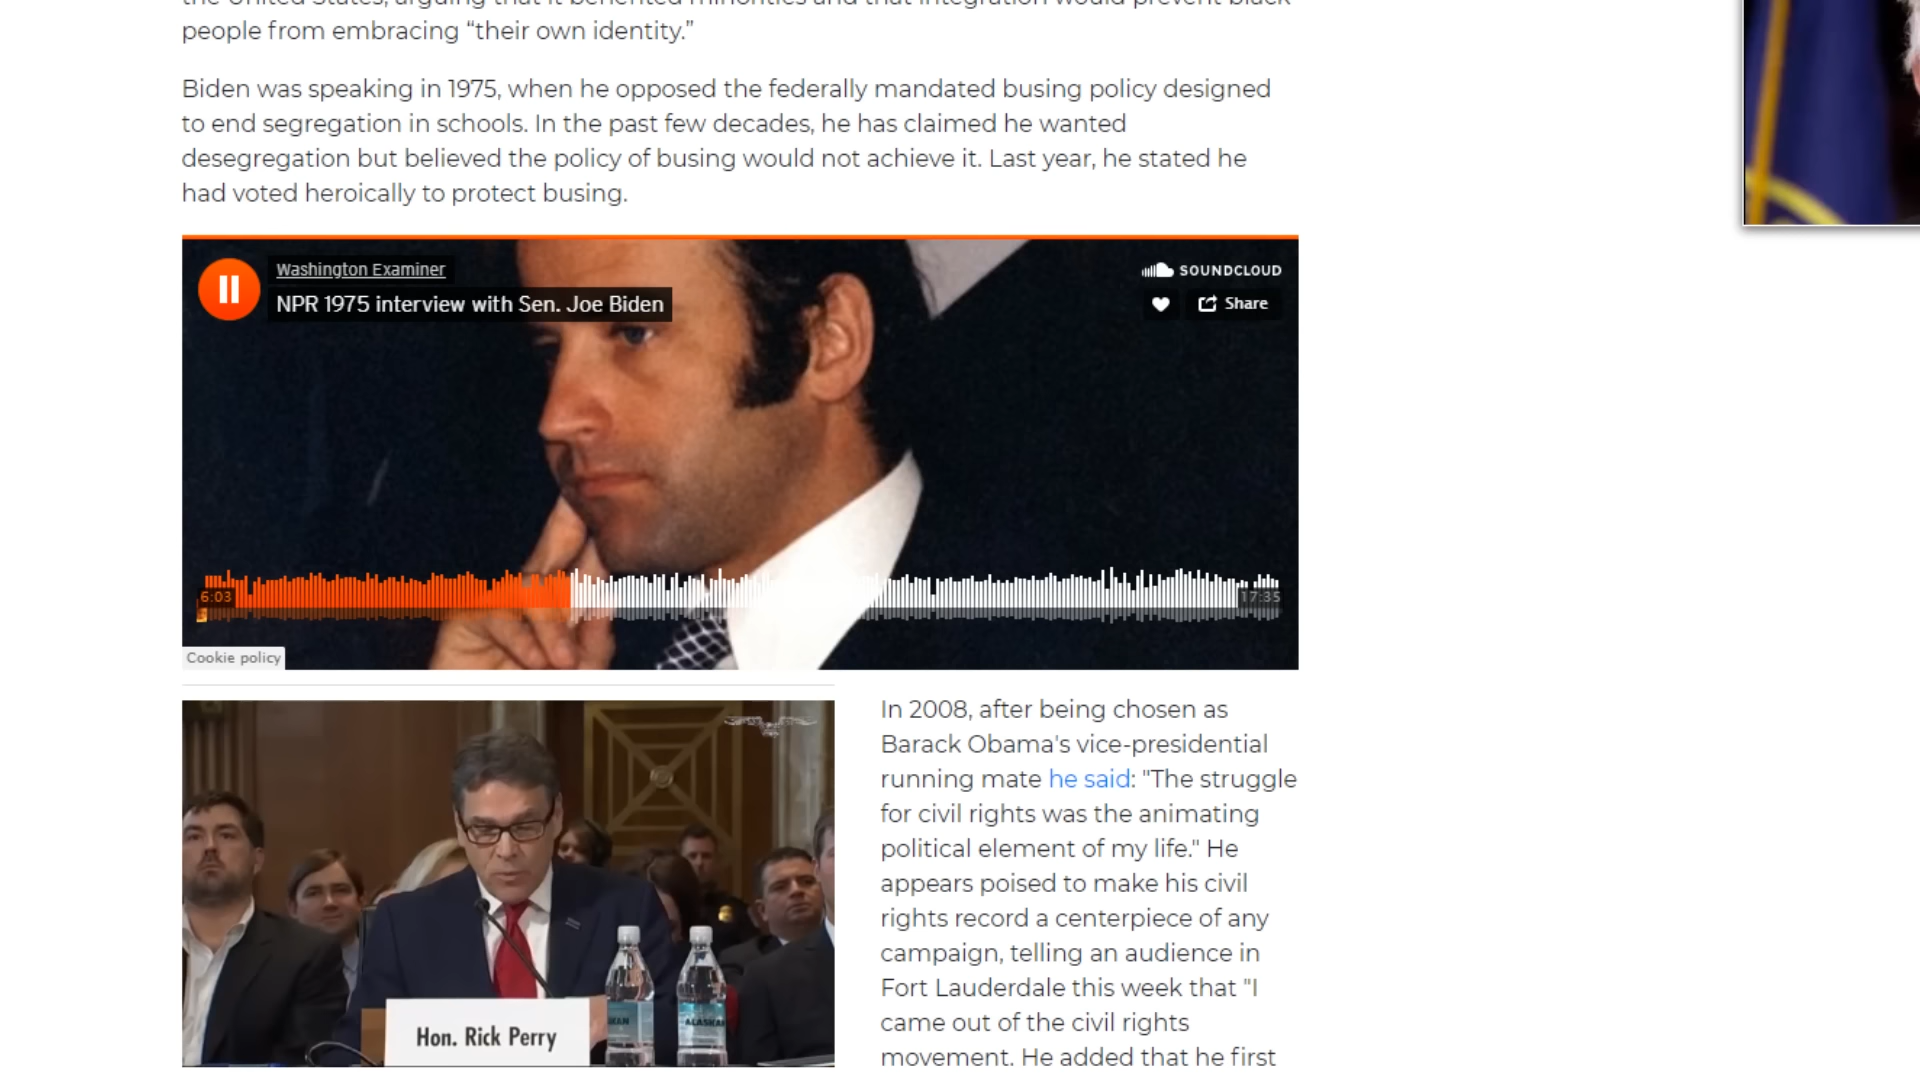 people from embracing “their own identity.”
Biden was speaking in 1975, when he opposed the federally mandated busing policy designed
to end segregation in schools. In the past few decades, he has claimed he wanted
desegregation but believed the policy of busing would not achieve it. Last year, he stated he
had voted heroically to protect busing.
Washington Examiner
SOUNDCLOUD
NPR 1975 interview with Sen. Joe Biden
Share
6:03
17:35
Cookie policy
In 2008, after being chosen as
Barack Obama's vice-presidential
running mate he said: "The struggle
for civil rights was the animating
political element of my life." He
appears poised to make his civil
rights record a centerpiece of any
campaign, telling an audience in
Fort Lauderdale this week that "I
came out of the civil rights
movement. He added that he first
Hon. Rick Perry